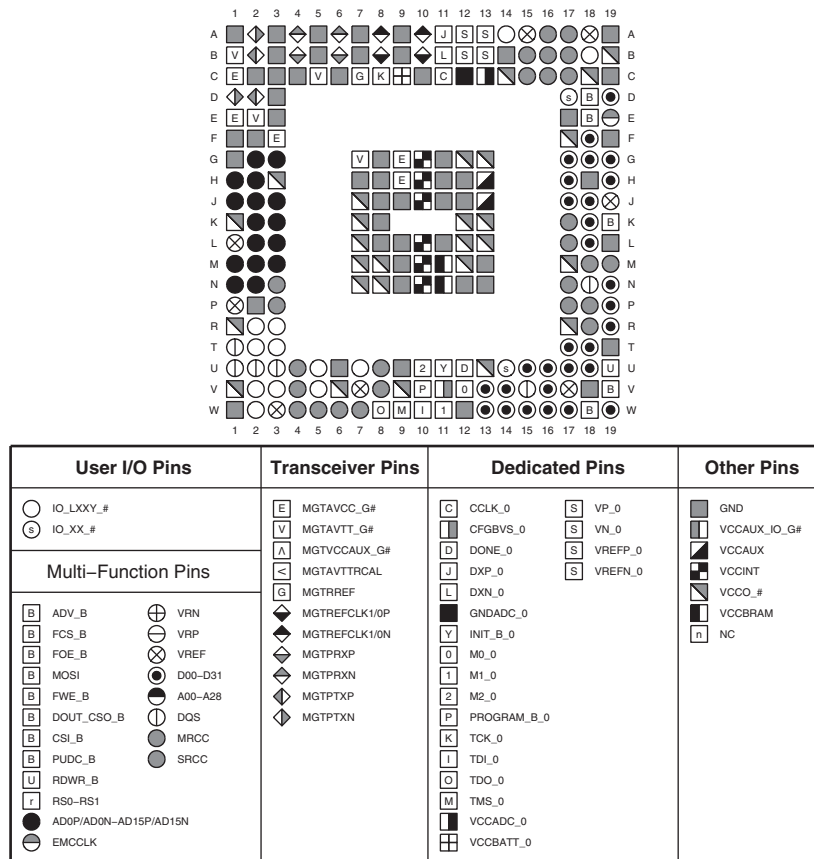 1 2 3 4 5 6 7 8 9 10 11 12 13 14 15 16 17 18 19
A J S S A
B V L S S B
C E V G K C C
D s B D
E E V B E
F E F
G V E G
H E H
J J
K B K
L L
M M
N N
P P
R R
T T
U 2 Y D s U U
V P 0 B V
W O M I 1 B W
1 2 3 4 5 6 7 8 9 10 11 12 13 14 15 16 17 18 19
User I/O Pins
IO_LXXY_#
s IO_XX_#
Multi–Function Pins
B ADV_B
B FCS_B
B FOE_B
B MOSI
B FWE_B
B DOUT_CSO_B
B CSI_B
B PUDC_B
U RDWR_B
r RS0–RS1
AD0P/AD0N–AD15P/AD15N
EMCCLK
VRN
VRP
VREF
D00–D31
A00–A28
DQS
MRCC
SRCC
Transceiver Pins
E MGTAVCC_G#
V MGTAVTT_G#
V MGTVCCAUX_G#
V MGTAVTTRCAL
G MGTRREF
MGTREFCLK1/0P
MGTREFCLK1/0N
MGTPRXP
MGTPRXN
MGTPTXP
MGTPTXN
Dedicated Pins
C CCLK_0
CFGBVS_0
D DONE_0
J DXP_0
L DXN_0
GNDADC_0
Y INIT_B_0
0 M0_0
1 M1_0
2 M2_0
P PROGRAM_B_0
K TCK_0
I TDI_0
O TDO_0
M TMS_0
VCCADC_0
VCCBATT_0
S VP_0
S VN_0
S VREFP_0
S VREFN_0
Other Pins
GND
VCCAUX_IO_G#
VCCAUX
VCCINT
VCCO_#
VCCBRAM
n NC